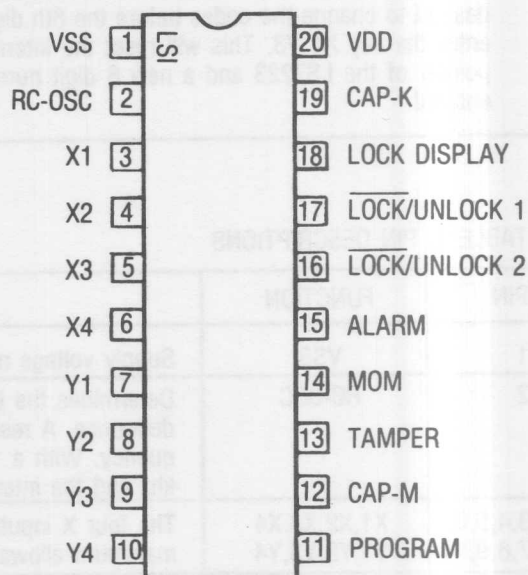 VSS 1 LSI 20 VDD
RC-OSC 2 19 CAP-K
X1 3 18 LOCK DISPLAY
X2 4 17 LOCK/UNLOCK 1
X3 5 16 LOCK/UNLOCK 2
X4 6 15 ALARM
Y1 7 14 MOM
Y2 8 13 TAMPER
Y3 9 12 CAP-M
Y4 10 11 PROGRAM